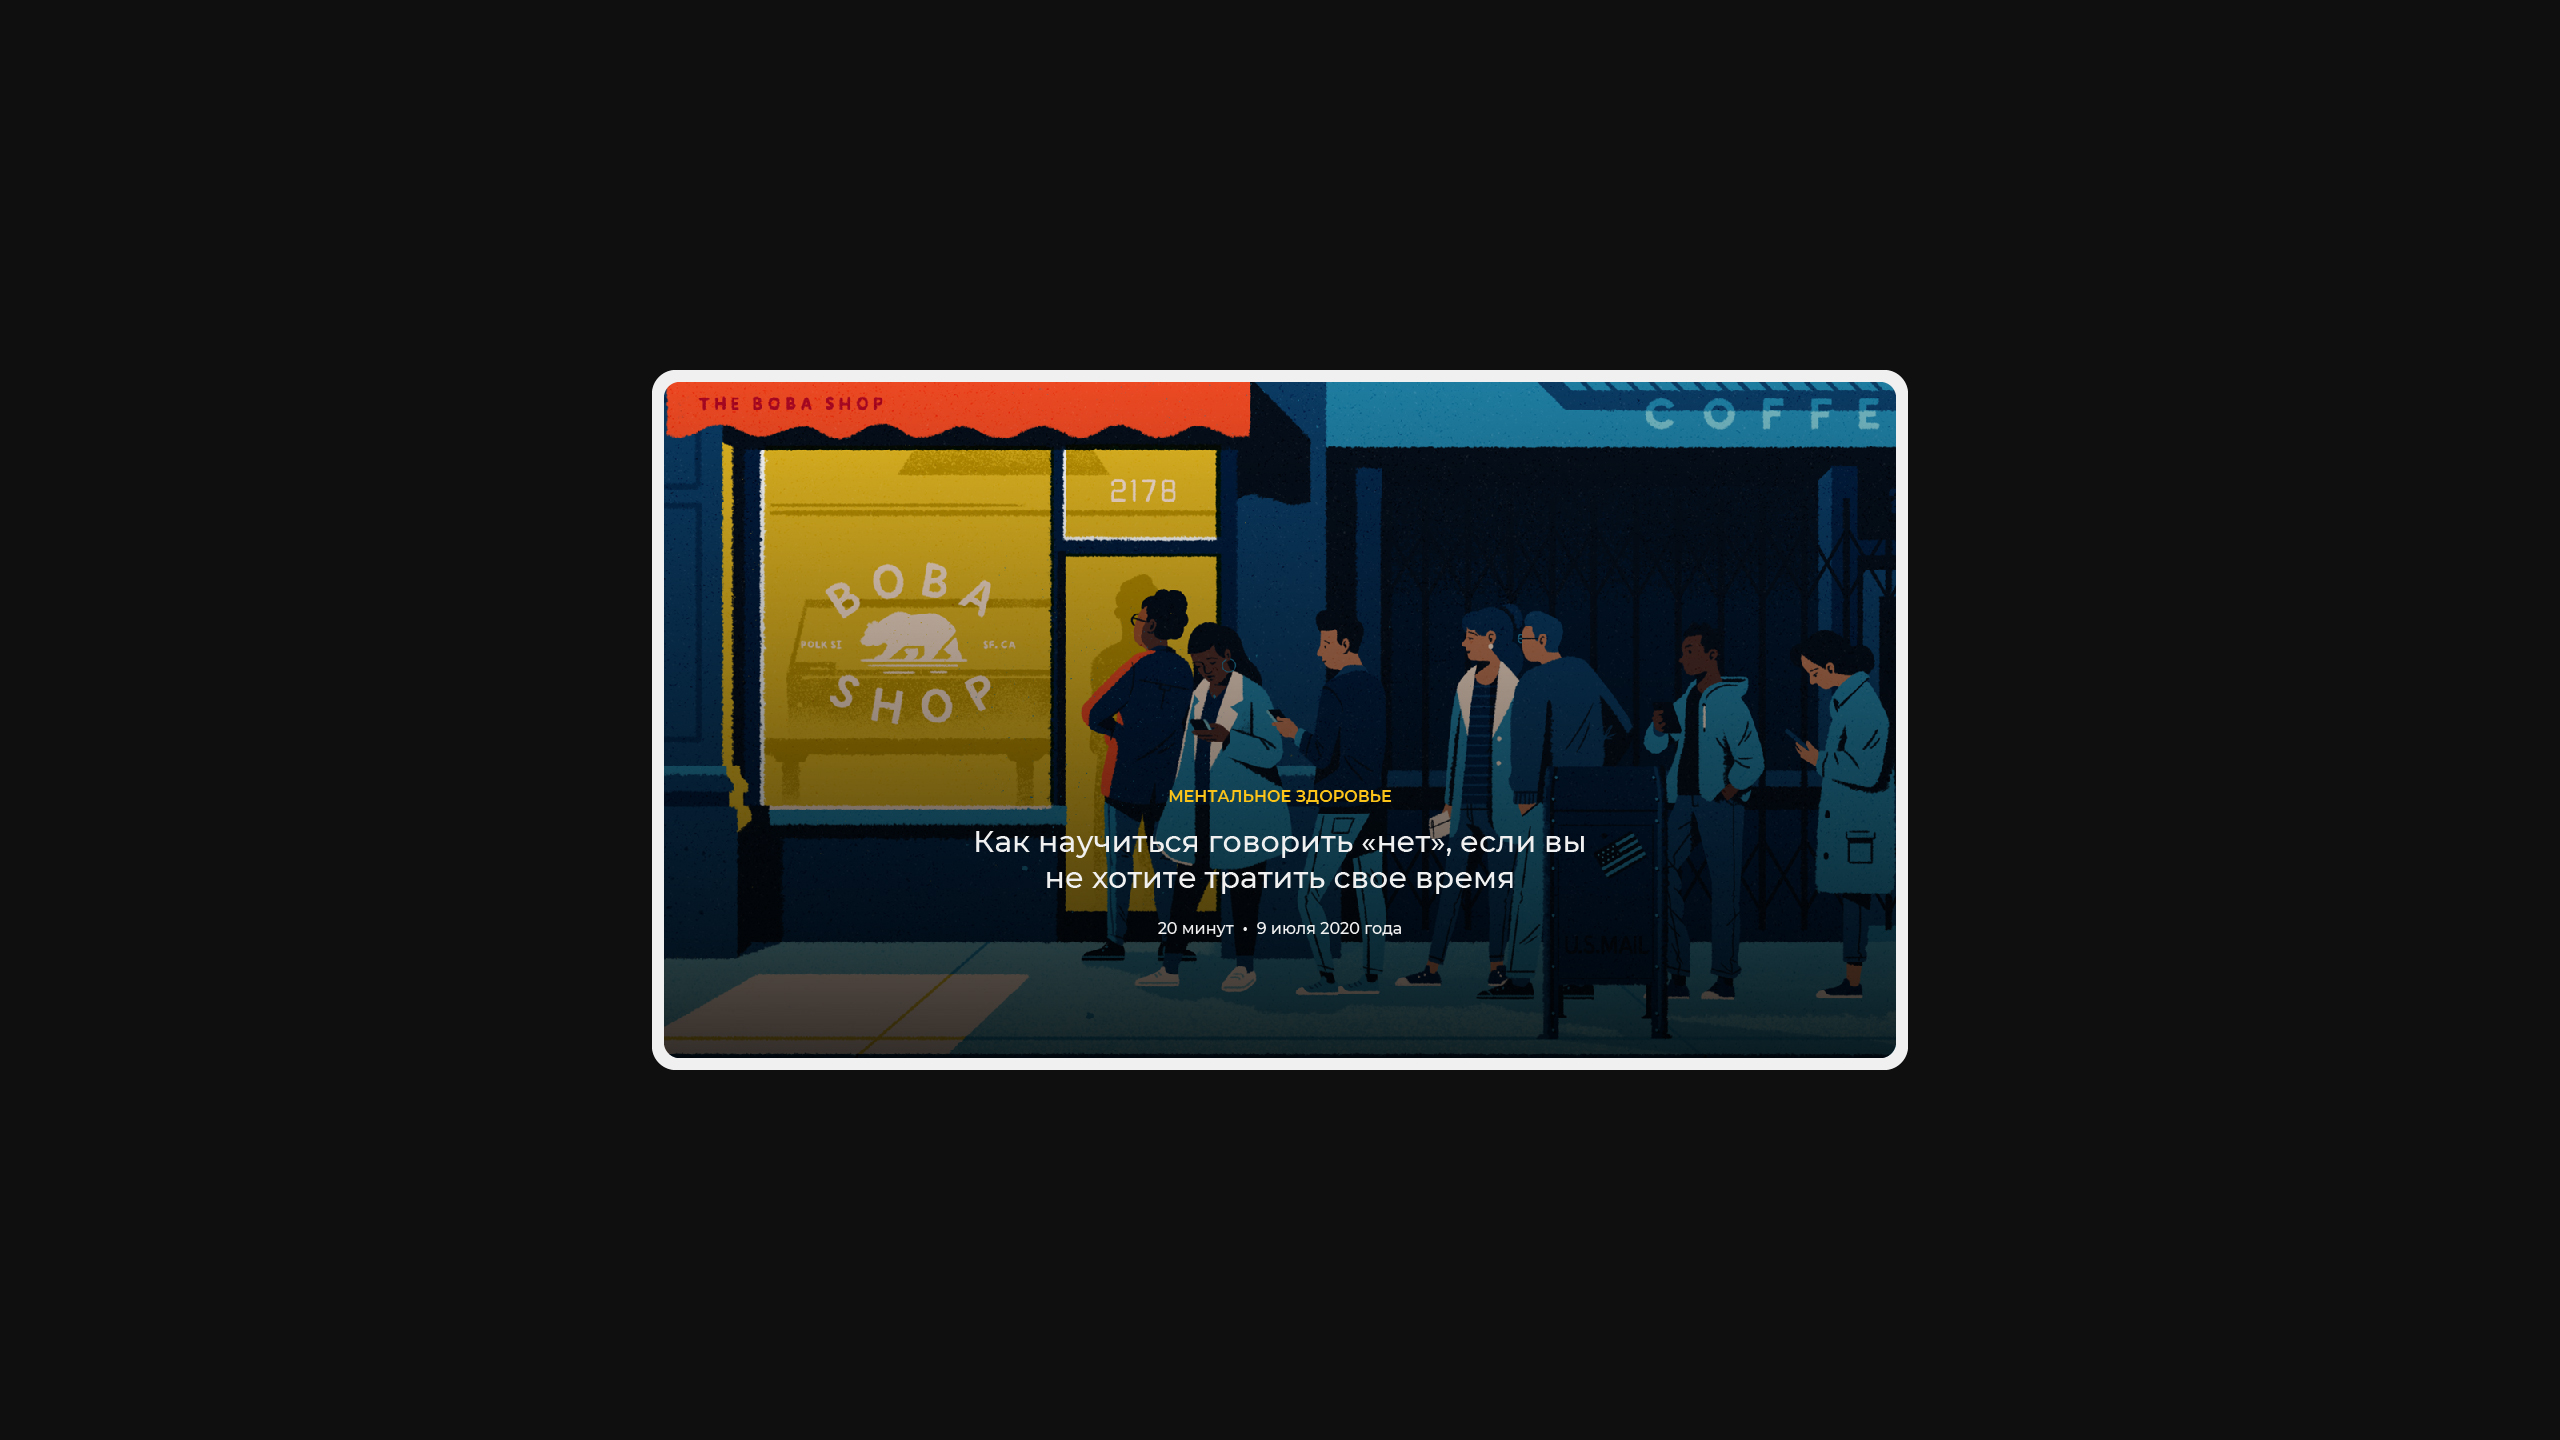 THE BOBA SHOP
COFFE
2178
BOBA
POLK ST
SF, CA
SHOP
МЕНТАЛЬНОЕ ЗДОРОВЬЕ
Как научиться говорить «нет», если вы
не хотите тратить свое время
20 минут • 9 июля 2020 года
U.S. MAIL